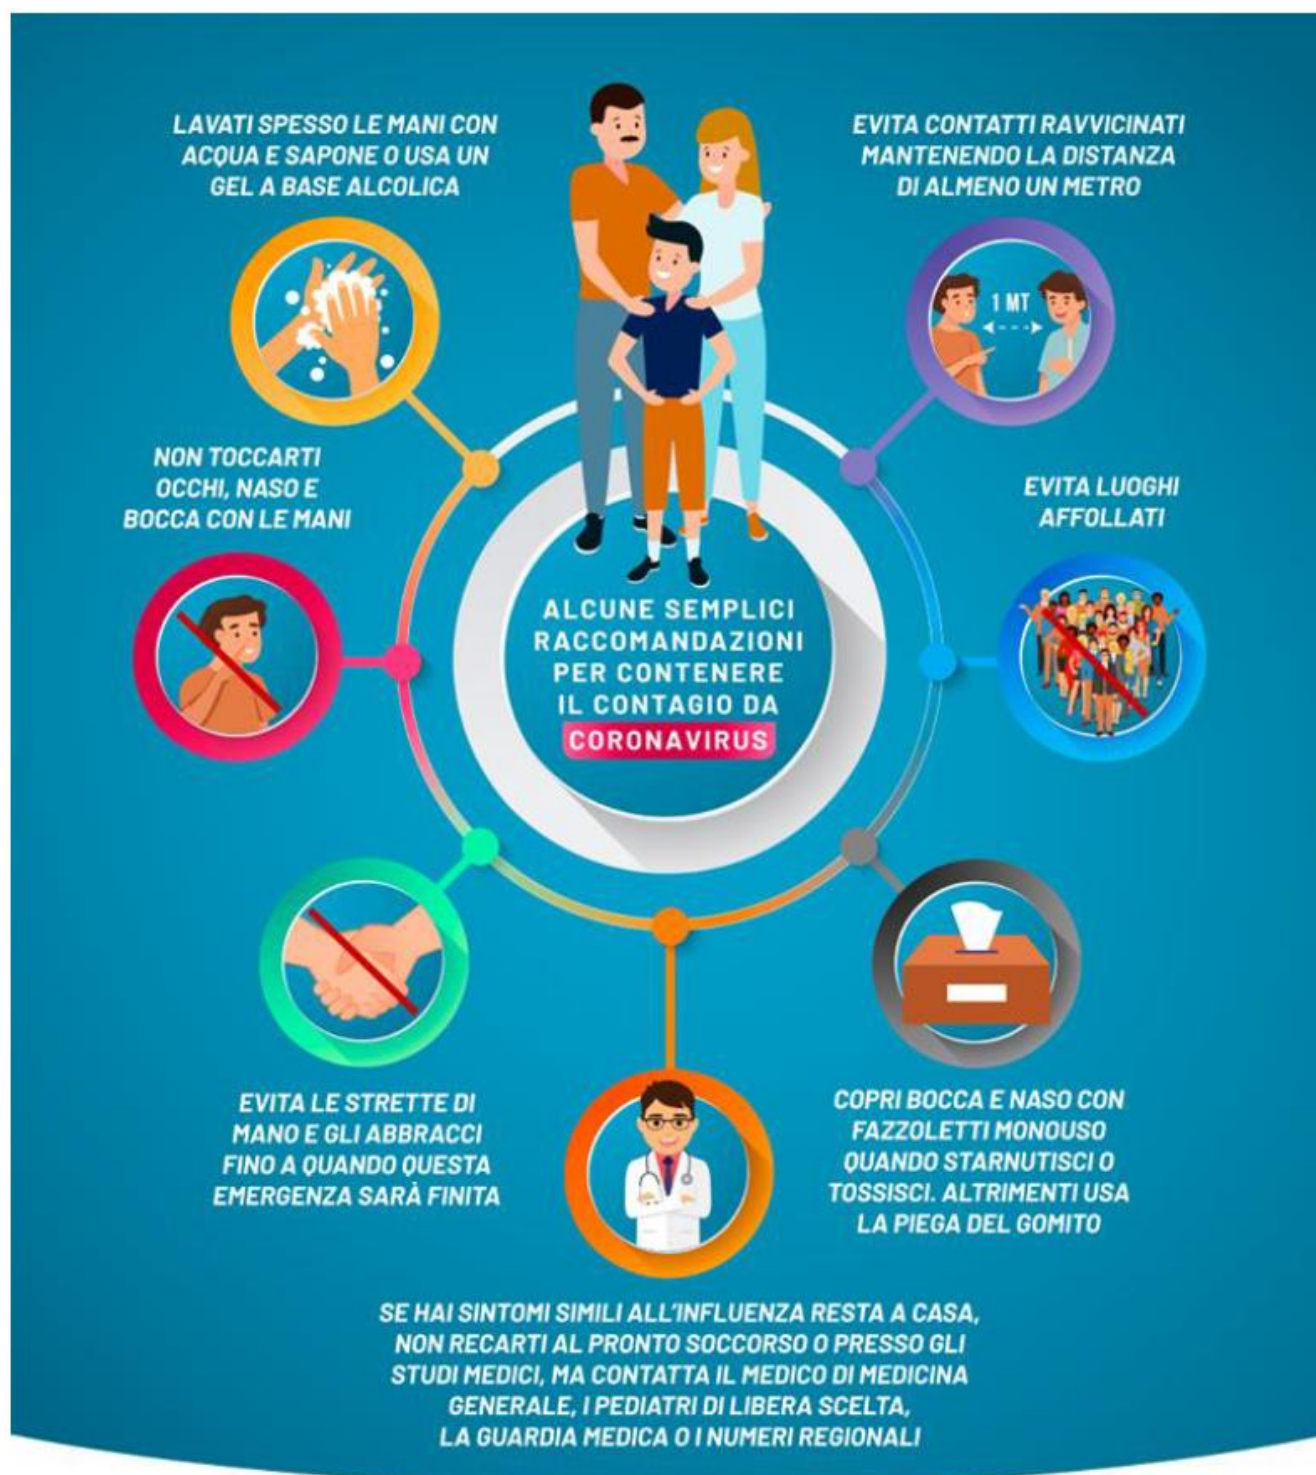 LAVATI SPESSO LE MANI CON
ACQUA E SAPONE O USA UN
GEL A BASE ALCOLICA
EVITA CONTATTI RAVVICINATI
MANTENENDO LA DISTANZA
DI ALMENO UN METRO
1 MT
NON TOCCARTI
OCCHI, NASO E
BOCCA CON LE MANI
EVITA LUOGHI
AFFOLLATI
ALCUNE SEMPLICI
RACCOMANDAZIONI
PER CONTENERE
IL CONTAGIO DA
CORONAVIRUS
EVITA LE STRETTE DI
MANO E GLI ABBRACCI
FINO A QUANDO QUESTA
EMERGENZA SARÀ FINITA
COPRI BOCCA E NASO CON
FAZZOLETTI MONOUSO
QUANDO STARNUTISCI O
TOSSISCI. ALTRIMENTI USA
LA PIEGA DEL GOMITO
SE HAI SINTOMI SIMILI ALL'INFLUENZA RESTA A CASA,
NON RECARTI AL PRONTO SOCCORSO O PRESSO GLI
STUDI MEDICI, MA CONTATTA IL MEDICO DI MEDICINA
GENERALE, I PEDIATRI DI LIBERA SCELTA,
LA GUARDIA MEDICA O I NUMERI REGIONALI